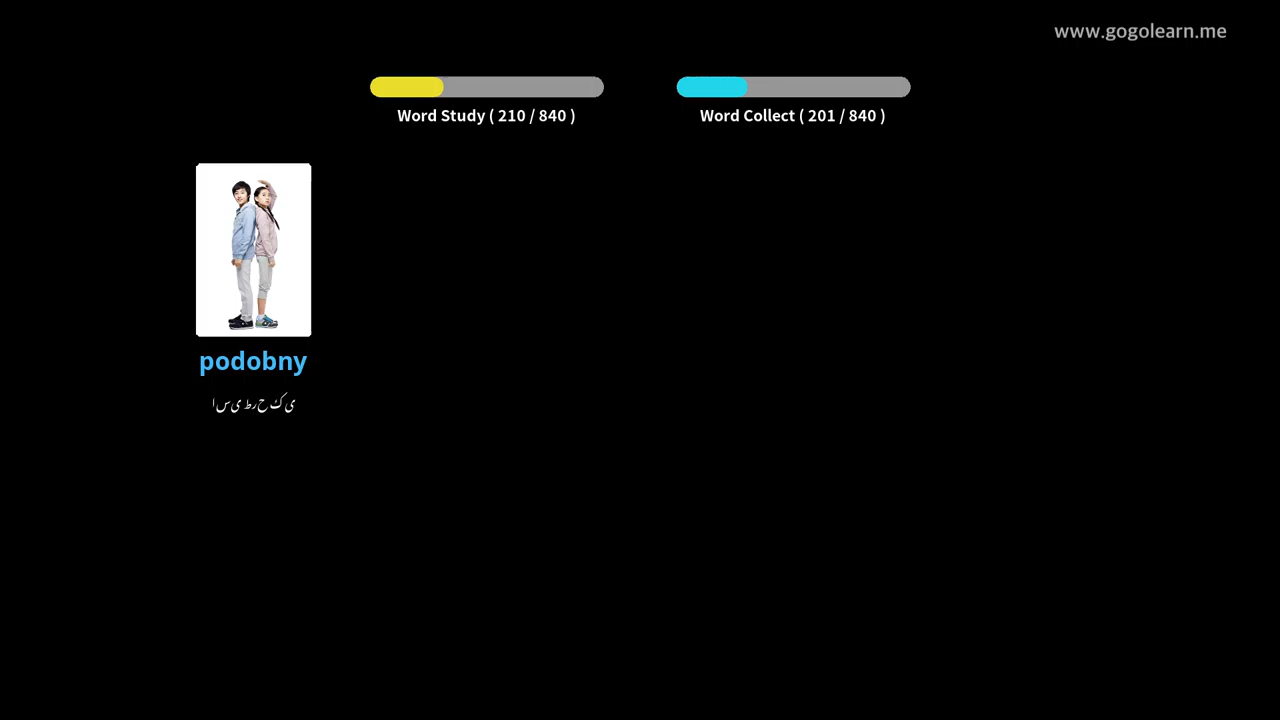 www.gogolearn.me
Word Study ( 210 / 840 )
Word Collect ( 201 / 840 )
podobny
اسی طرح کی